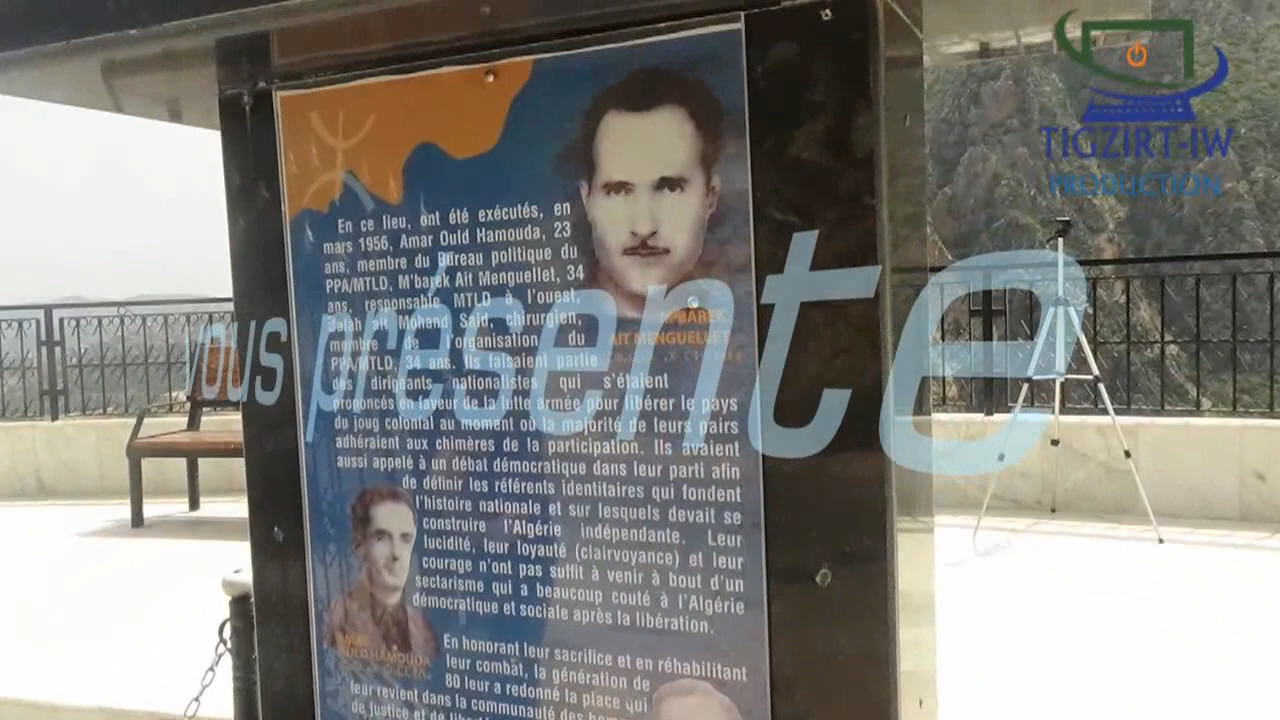 TIGZIRT-IW
PRODUCTION
vous présente
En ce lieu, ont été exécutés, en
mars 1956, Amar Ould Hamouda, 23
ans, membre du Bureau politique du
PPA/MTLD, M'barek Ait Menguellet, 34
ans, responsable MTLD à l'ouest,
Salah ait Mohand Said, chirurgien,
membre de l'organisation du
PPA/MTLD, 34 ans. Ils faisaient partie
des dirigeants nationalistes qui s'étaient
prononcés en faveur de la lutte armée pour libérer le pays
du joug colonial au moment où la majorité de leurs pairs
adhéraient aux chimères de la participation. Ils avaient
aussi appelé à un débat démocratique dans leur parti afin
de définir les référents identitaires qui fondent
l'histoire nationale et sur lesquels devait se
construire l'Algérie indépendante. Leur
lucidité, leur loyauté (clairvoyance) et leur
courage n'ont pas suffit à venir à bout d'un
sectarisme qui a beaucoup couté à l'Algérie
démocratique et sociale après la libération.
En honorant leur sacrifice et en réhabilitant
leur combat, la génération de
80 leur a redonné la place qui
leur revient dans la communauté des
de justice et de
M'BAREK
AIT MENGUELLET
OULD HAMOUDA